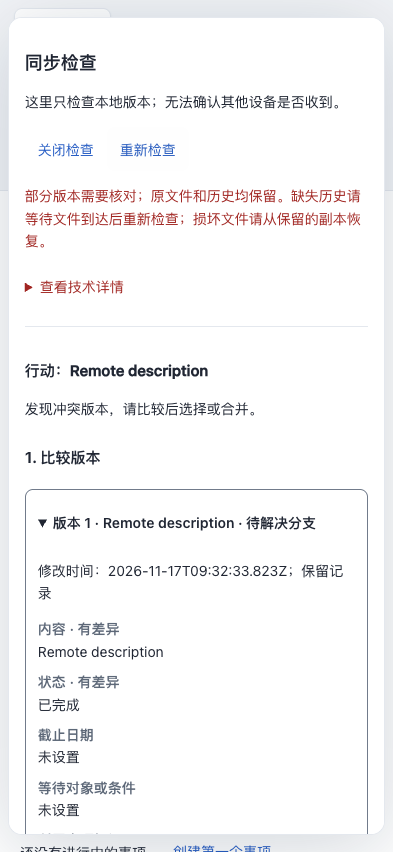 同步检查
这里只检查本地版本；无法确认其他设备是否收到。
关闭检查 重新检查
部分版本需要核对；原文件和历史均保留。缺失历史请
等待文件到达后重新检查；损坏文件请从保留的副本恢
复。
查看技术详情
行动：Remote description
发现冲突版本，请比较后选择或合并。
1. 比较版本
版本 1 · Remote description · 待解决分支
修改时间：2026-11-17T09:32:33.823Z；保留记
录
内容 · 有差异
Remote description
状态 · 有差异
已完成
截止日期
未设置
等待对象或条件
未设置